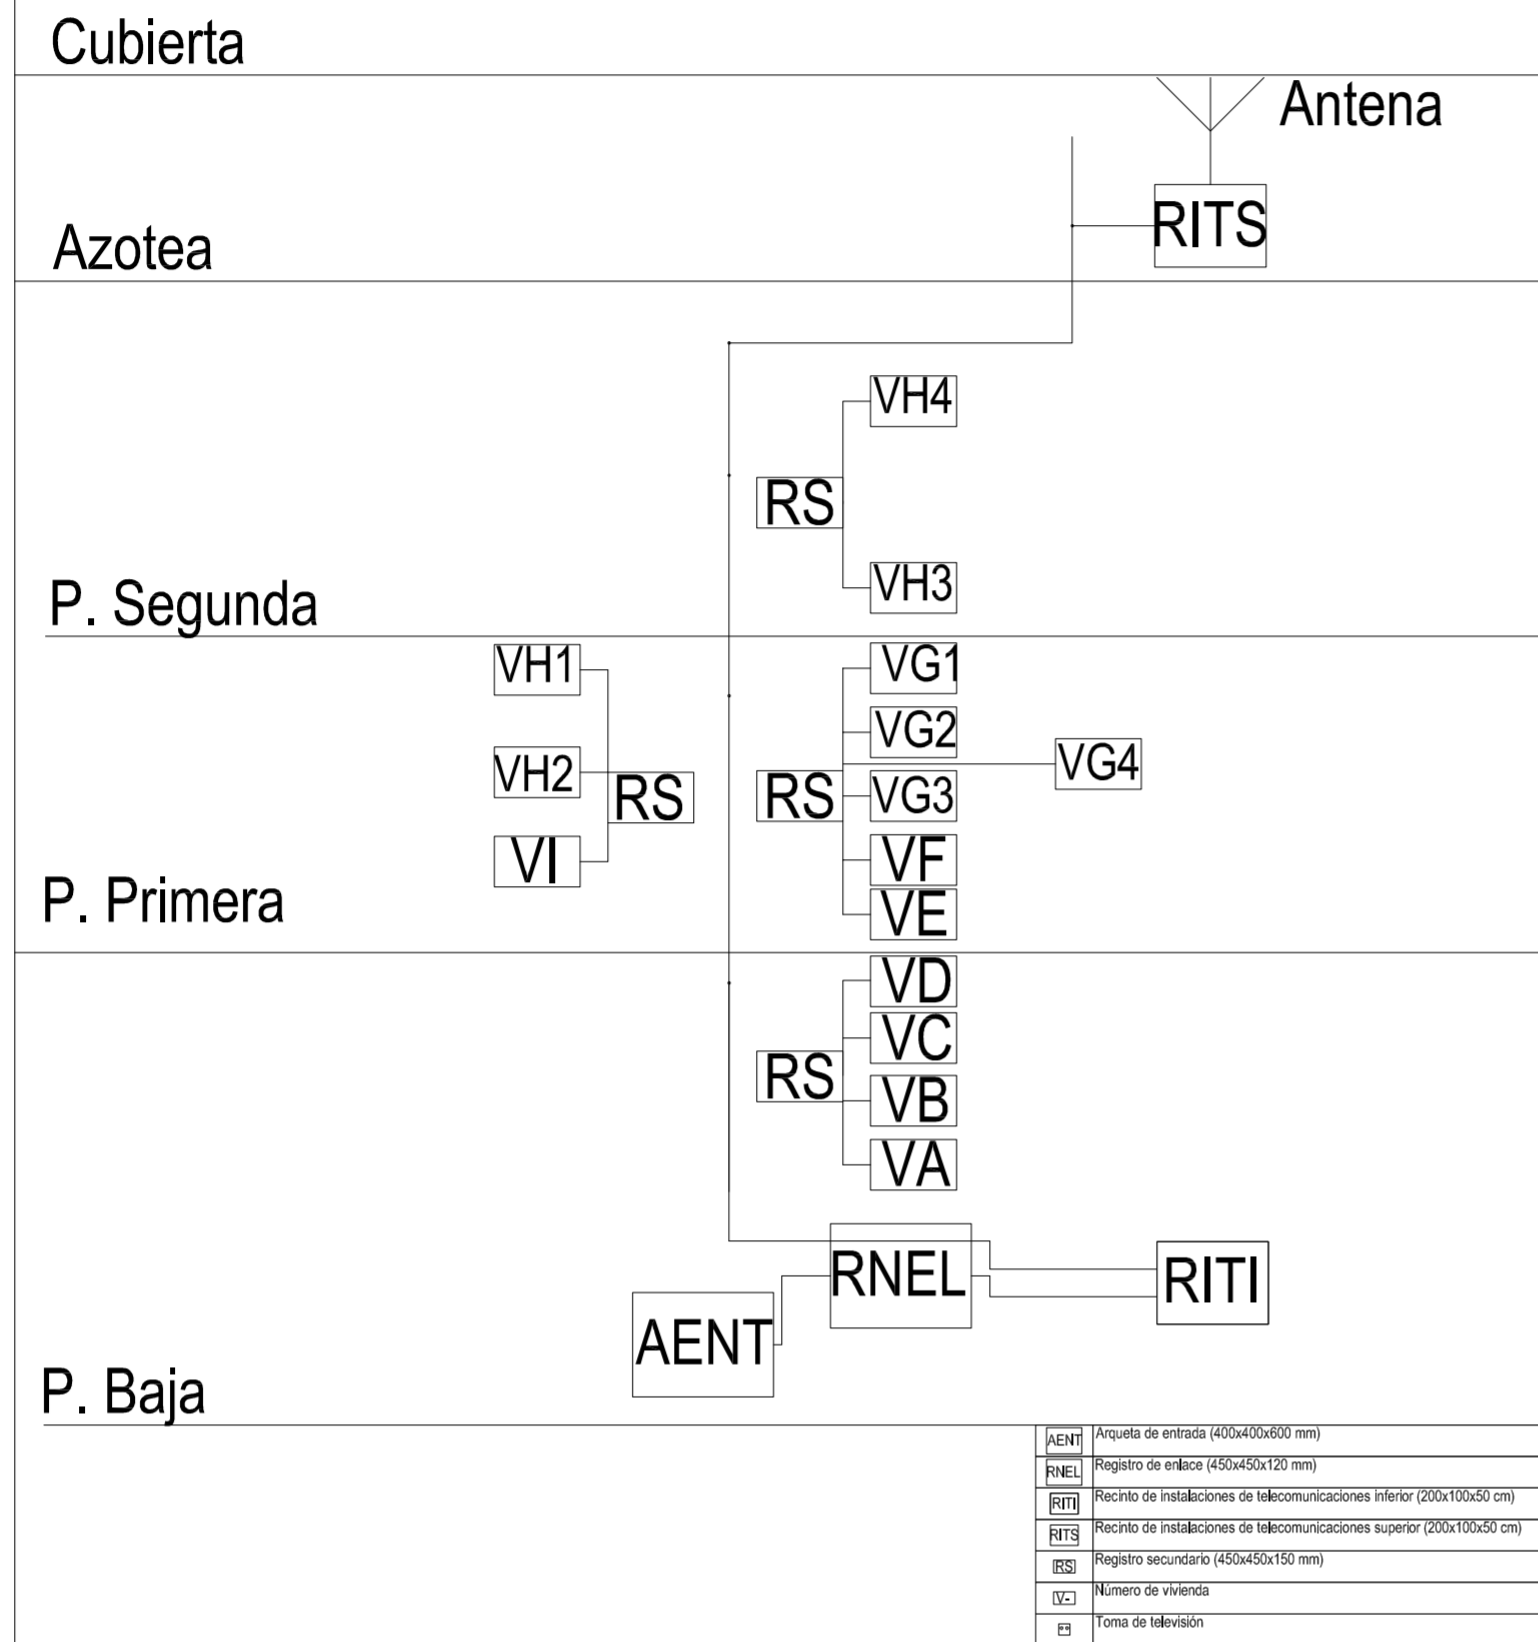 Cubierta
Antena
RITS
Azotea
VH4
RS
VH3
P. Segunda
VH1
VG1
VG2
VH2
VG4
RS
RS
VG3
VI
VF
P. Primera
VE
VD
VC
RS
VB
VA
RNEL
RITI
AENT
P. Baja
AENT Arqueta de entrada (400x400x600 mm)
RNEL Registro de enlace (450x450x120 mm)
RITI Recinto de instalaciones de telecomunicaciones inferior (200x100x50 cm)
RITS Recinto de instalaciones de telecomunicaciones superior (200x100x50 cm)
RS Registro secundario (450x450x150 mm)
V- Número de vivienda
Toma de televisión